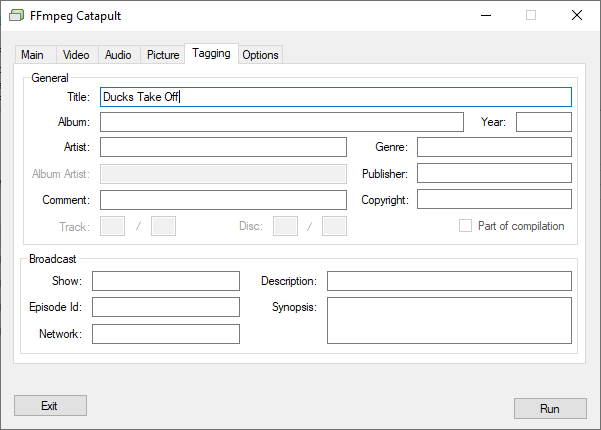 FFmpeg Catapult
Main Video Audio Picture Tagging Options
General
Title: Ducks Take Off
Album: Year:
Artist: Genre:
Album Artist: Publisher:
Comment: Copyright:
Track: / Disc: / Part of compilation
Broadcast
Show: Description:
Episode Id: Synopsis:
Network:
Exit Run